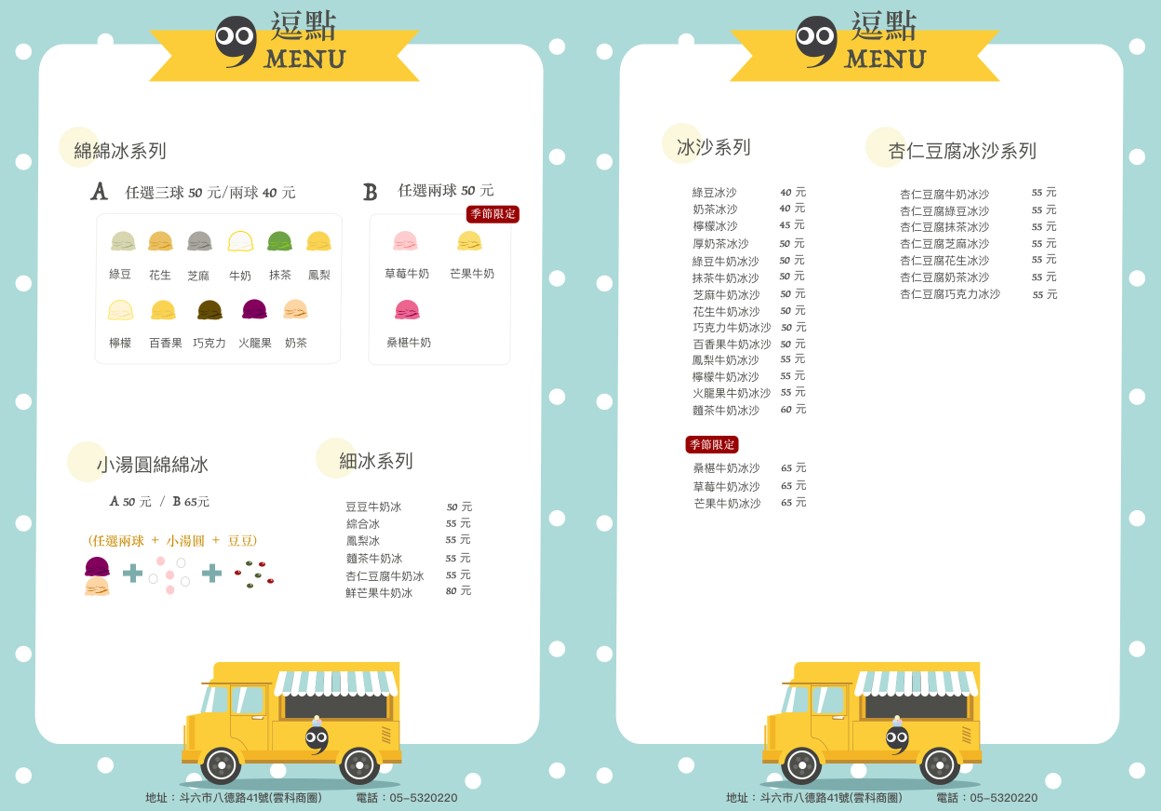 逗點
MENU
綿綿冰系列
A 任選三球 50 元/兩球 40 元
綠豆 花生 芝麻 牛奶 抹茶 鳳梨
檸檬 百香果 巧克力 火龍果 奶茶
B 任選兩球 50 元
季節限定
草莓牛奶 芒果牛奶
桑椹牛奶
小湯圓綿綿冰
A 50 元 / B 65元
(任選兩球 + 小湯圓 + 豆豆)
細冰系列
豆豆牛奶冰 50 元
綜合冰 55 元
鳳梨冰 55 元
麵茶牛奶冰 55 元
杏仁豆腐牛奶冰 55 元
鮮芒果牛奶冰 80 元
地址：斗六市八德路41號(雲科商圈) 電話：05-5320220
逗點
MENU
冰沙系列
綠豆冰沙 40 元
奶茶冰沙 40 元
檸檬冰沙 45 元
厚奶茶冰沙 50 元
綠豆牛奶冰沙 50 元
抹茶牛奶冰沙 50 元
芝麻牛奶冰沙 50 元
花生牛奶冰沙 50 元
巧克力牛奶冰沙 50 元
百香果牛奶冰沙 50 元
鳳梨牛奶冰沙 55 元
檸檬牛奶冰沙 55 元
火龍果牛奶冰沙 55 元
麵茶牛奶冰沙 60 元
季節限定
桑椹牛奶冰沙 65 元
草莓牛奶冰沙 65 元
芒果牛奶冰沙 65 元
杏仁豆腐冰沙系列
杏仁豆腐牛奶冰沙 55 元
杏仁豆腐綠豆冰沙 55 元
杏仁豆腐抹茶冰沙 55 元
杏仁豆腐芝麻冰沙 55 元
杏仁豆腐花生冰沙 55 元
杏仁豆腐奶茶冰沙 55 元
杏仁豆腐巧克力冰沙 55 元
地址：斗六市八德路41號(雲科商圈) 電話：05-5320220